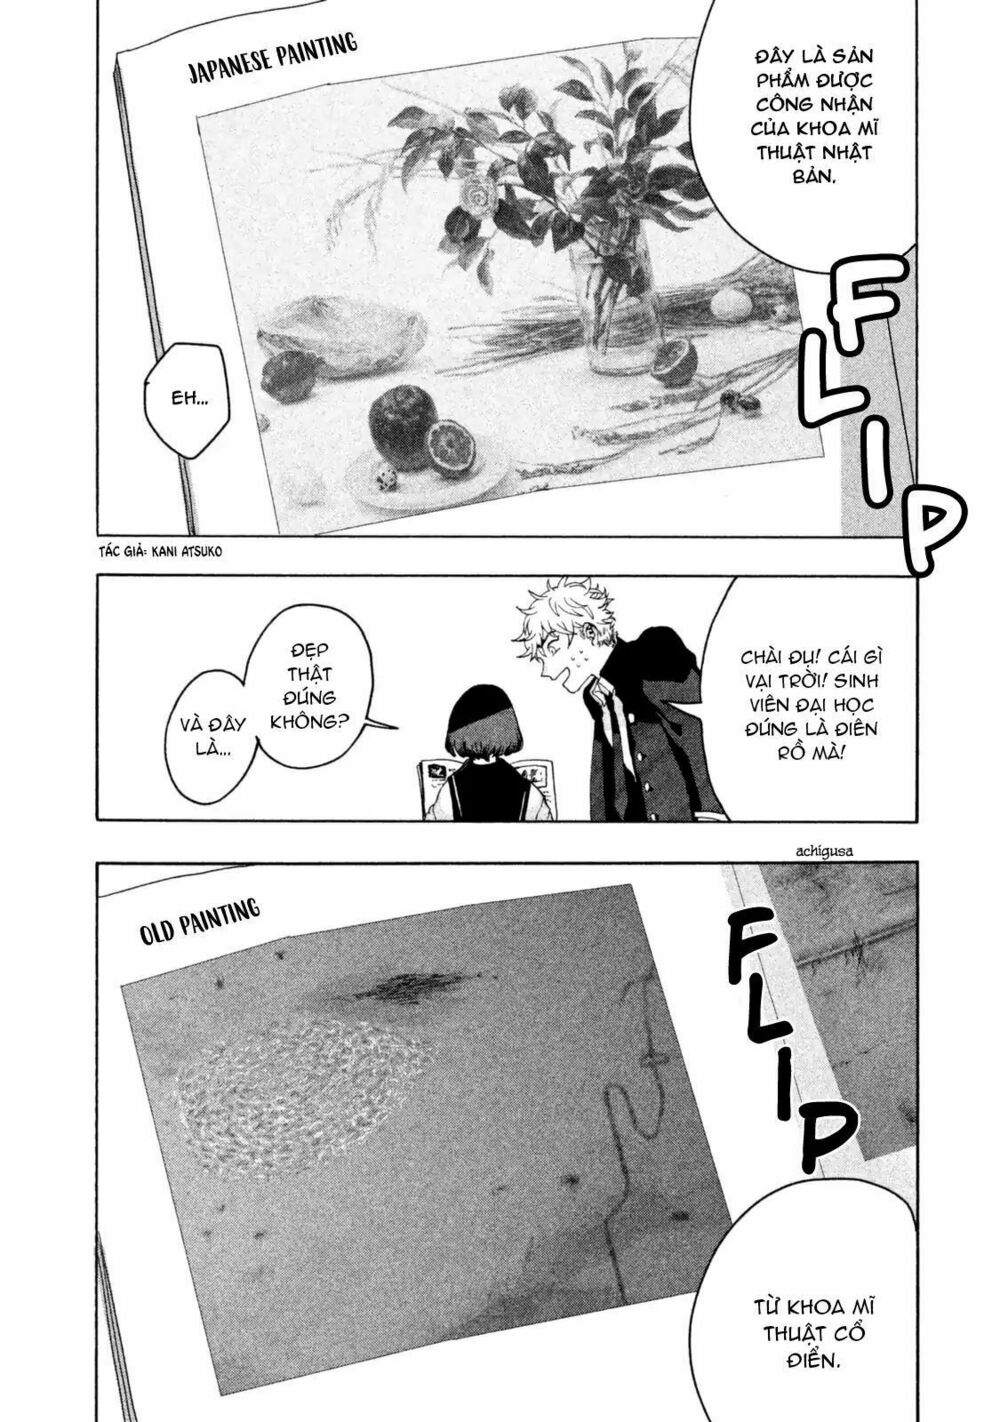 JAPANESE PAINTING
ĐÂY LÀ SẢN
PHẨM ĐƯỢC
CÔNG NHẬN
CỦA KHOA MĨ
THUẬT NHẬT
BẢN.
FLIP
EH...
TÁC GIẢ: KANI ATSUKO
CHÀI ĐỤ! CÁI GÌ
VẠI TRỜI! SINH
VIÊN ĐẠI HỌC
ĐÚNG LÀ ĐIÊN
RỒ MÀ!
ĐẸP
THẬT
ĐÚNG
KHÔNG?
VÀ ĐÂY
LÀ...
achigusa
OLD PAINTING
FLIP
TỪ KHOA MĨ
THUẬT CỔ
ĐIỂN.